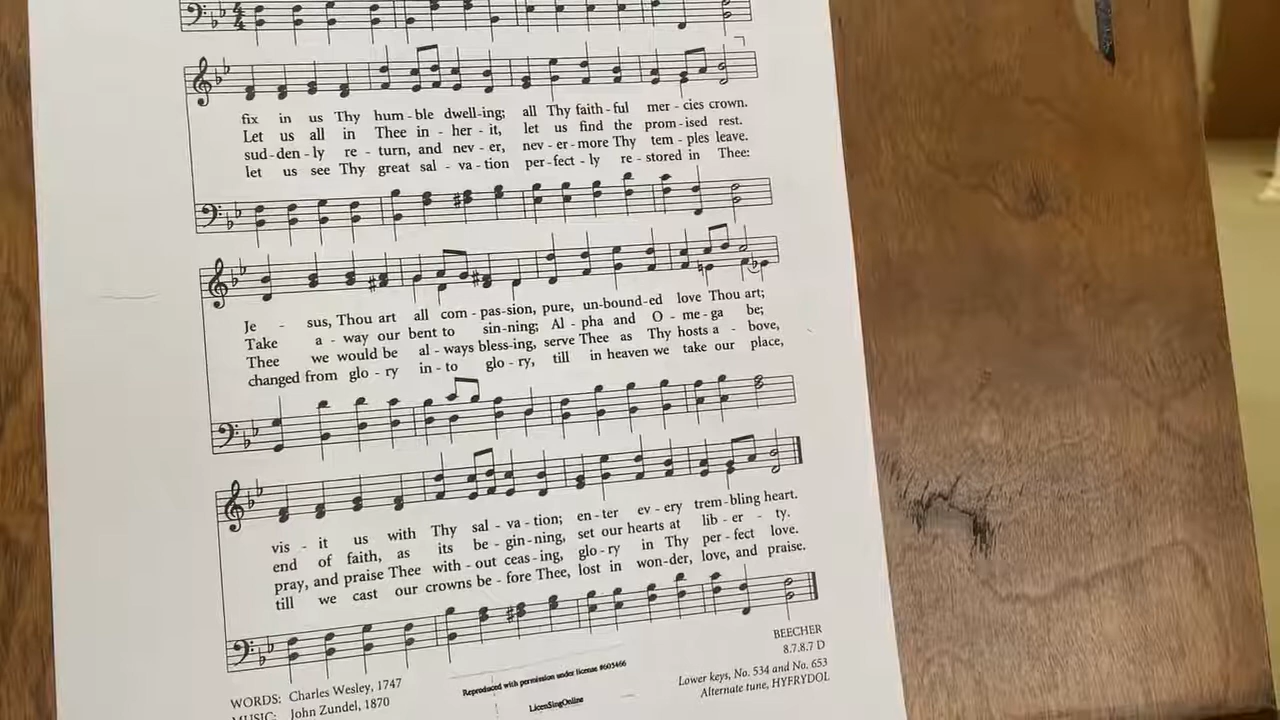 fix in us Thy hum - ble dwell - ing; all Thy faith - ful mer - cies crown.
Let us all in Thee in - her - it, let us find the prom - ised rest.
sud - den - ly re - turn, and nev - er, nev - er - more Thy tem - ples leave.
let us see Thy great sal - va - tion per - fect - ly re - stored in Thee:
Je - sus, Thou art all com - pas - sion, pure, un - bound - ed love Thou art;
Take a - way our bent to sin - ning; Al - pha and O - me - ga be;
Thee we would be al - ways bless - ing, serve Thee as Thy hosts a - bove,
changed from glo - ry in - to glo - ry, till in heaven we take our place,
vis - it us with Thy sal - va - tion; en - ter ev - ery trem - bling heart.
end of faith, as its be - gin - ning, set our hearts at lib - er - ty.
pray, and praise Thee with - out ceas - ing, glo - ry in Thy per - fect love.
till we cast our crowns be - fore Thee, lost in won - der, love, and praise.
WORDS: Charles Wesley, 1747
MUSIC: John Zundel, 1870
Reproduced with permission under license #603466
LicenSingOnline
BEECHER
8.7.8.7 D
Lower keys, No. 534 and No. 653
Alternate tune, HYFRYDOL